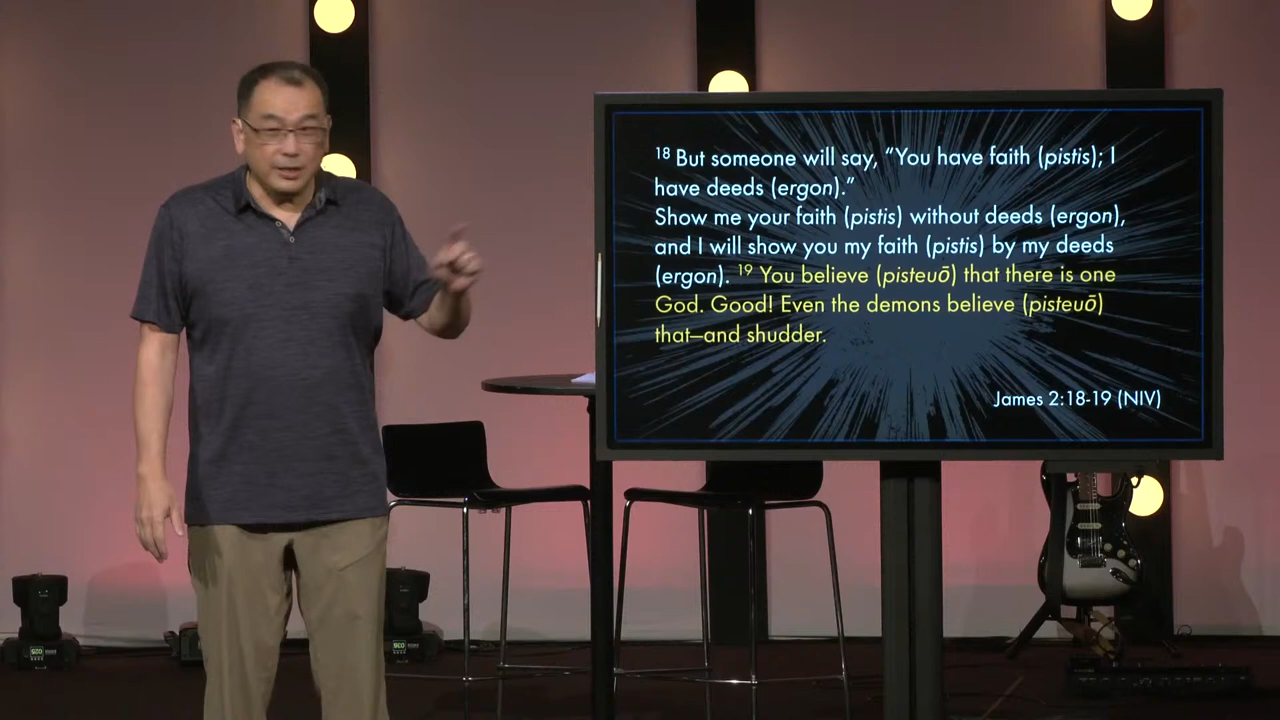 18 But someone will say, “You have faith (pistis); I
have deeds (ergon).”
Show me your faith (pistis) without deeds (ergon),
and I will show you my faith (pistis) by my deeds
(ergon). 19 You believe (pisteuō) that there is one
God. Good! Even the demons believe (pisteuō)
that—and shudder.
James 2:18-19 (NIV)